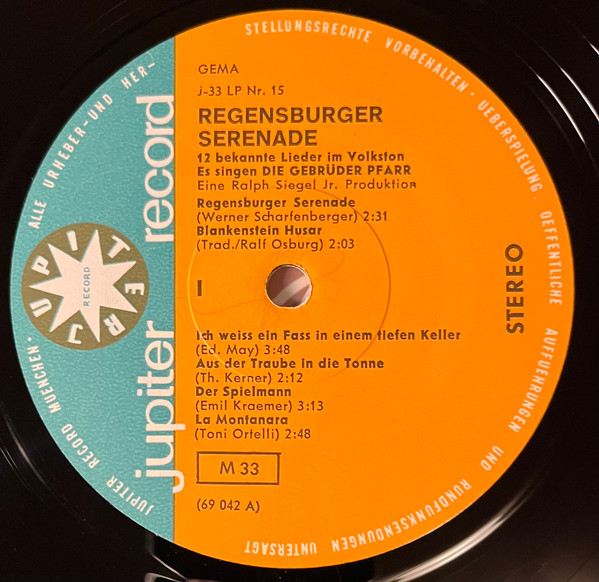 GEMA
j-33 LP Nr. 15
REGENSBURGER
SERENADE
12 bekannte Lieder im Volkston
Es singen DIE GEBRÜDER PFARR
Eine Ralph Siegel Jr. Produktion
Regensburger Serenade
(Werner Scharfenberger) 2:31
Blankenstein Husar
(Trad./Ralf Osburg) 2:03
I
STEREO
Ich weiss ein Fass in einem tiefen Keller
(Ed. May) 3:48
Aus der Traube in die Tonne
(Th. Kerner) 2:12
Der Spielmann
(Emil Kraemer) 3:13
La Montanara
(Toni Ortelli) 2:48
M 33
(69 042 A)
jupiter record
JUPITER
RECORD
JUPITER RECORD MUENCHEN · ALLE URHEBER- UND HER-
STELLUNGSRECHTE VORBEHALTEN · UEBERSPIELUNG, OEFFENTLICHE AUFFUEHRUNGEN UND RUNDFUNKSENDUNGEN UNTERSAGT